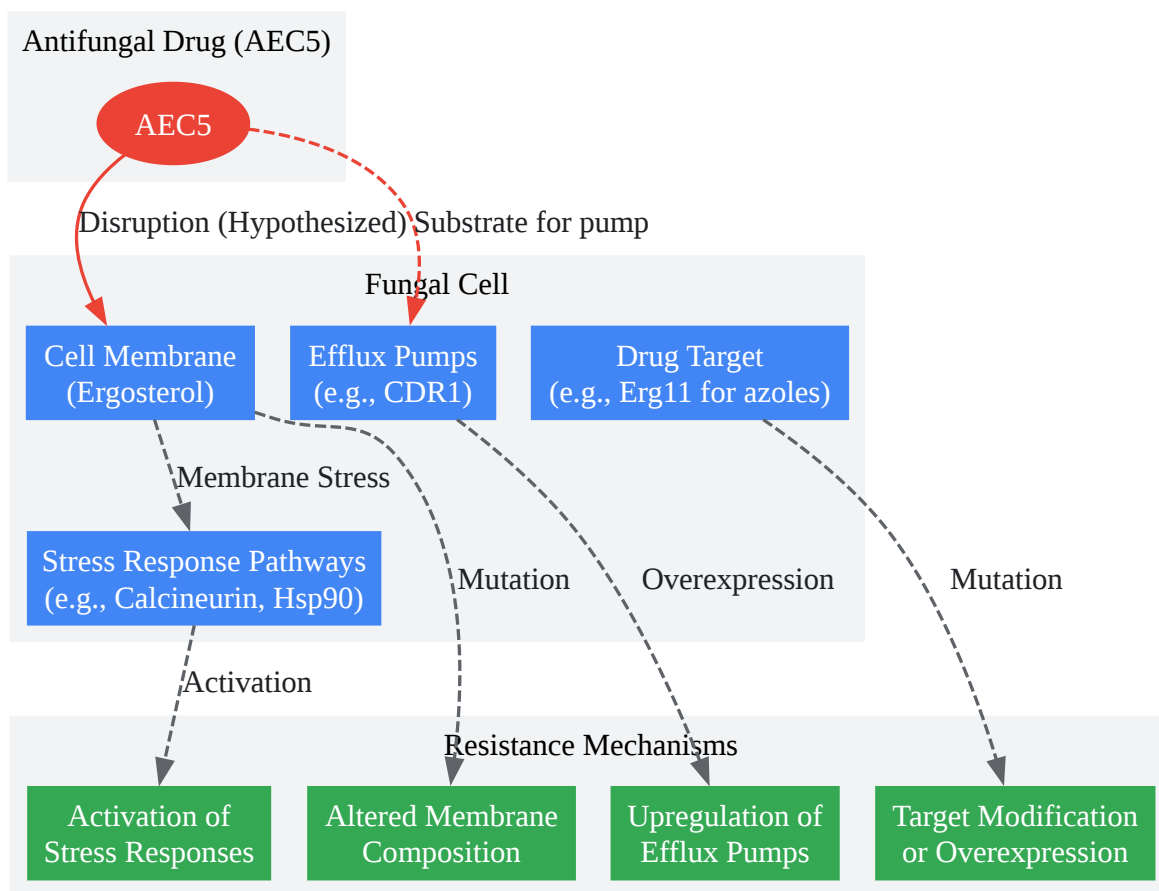 Antifungal Drug (AEC5)
AEC5
Disruption (Hypothesized)
Substrate for pump
Fungal Cell
Cell Membrane
(Ergosterol)
Efflux Pumps
(e.g., CDR1)
Drug Target
(e.g., Erg11 for azoles)
Membrane Stress
Stress Response Pathways
(e.g., Calcineurin, Hsp90)
Mutation
Overexpression
Mutation
Activation
Resistance Mechanisms
Activation of
Stress Responses
Altered Membrane
Composition
Upregulation of
Efflux Pumps
Target Modification
or Overexpression